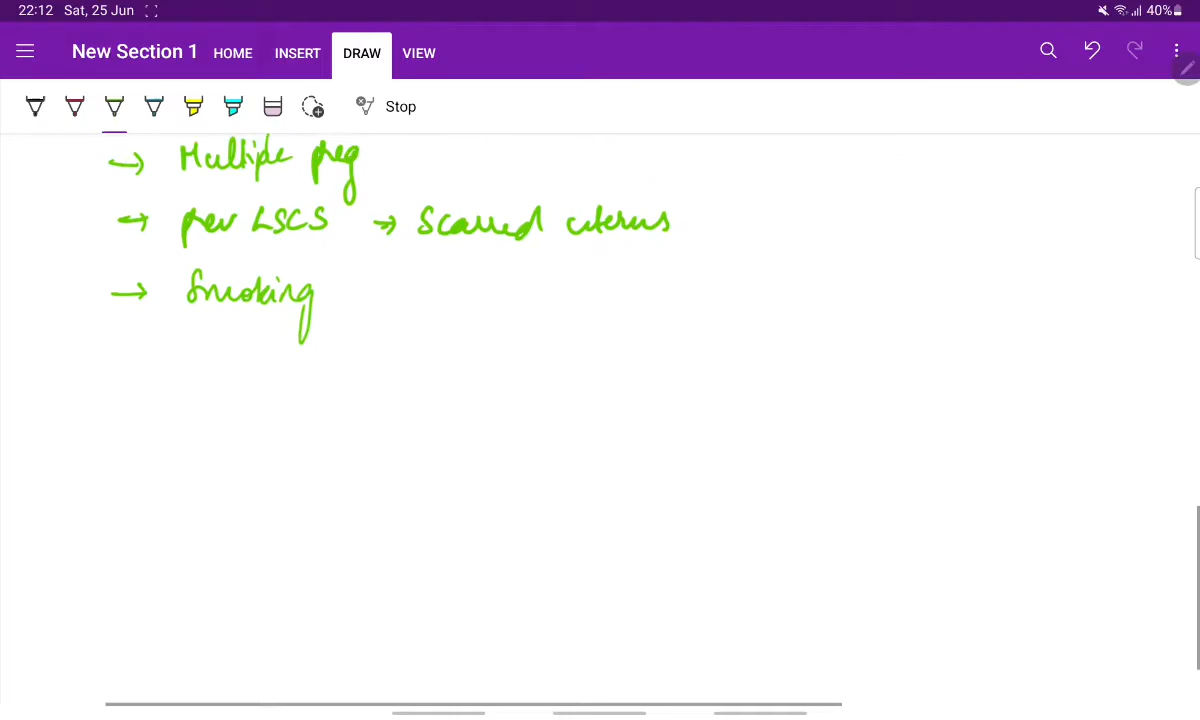 22:12 Sat, 25 Jun 40%
New Section 1 HOME INSERT DRAW VIEW
Stop
→ Multiple preg
→ prev LSCS → Scarred uterus
→ Smoking